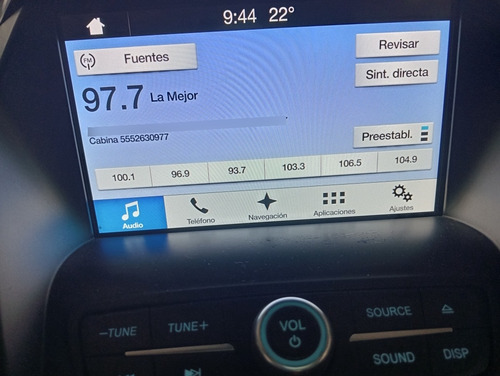 9:44 22°
FM
Fuentes
Revisar
Sint. directa
97.7 La Mejor
Cabina 5552630977
Preestabl.
100.1 96.9 93.7 103.3 106.5 104.9
Audio Teléfono Navegación Aplicaciones Ajustes
–TUNE TUNE+ VOL SOURCE
SOUND DISP